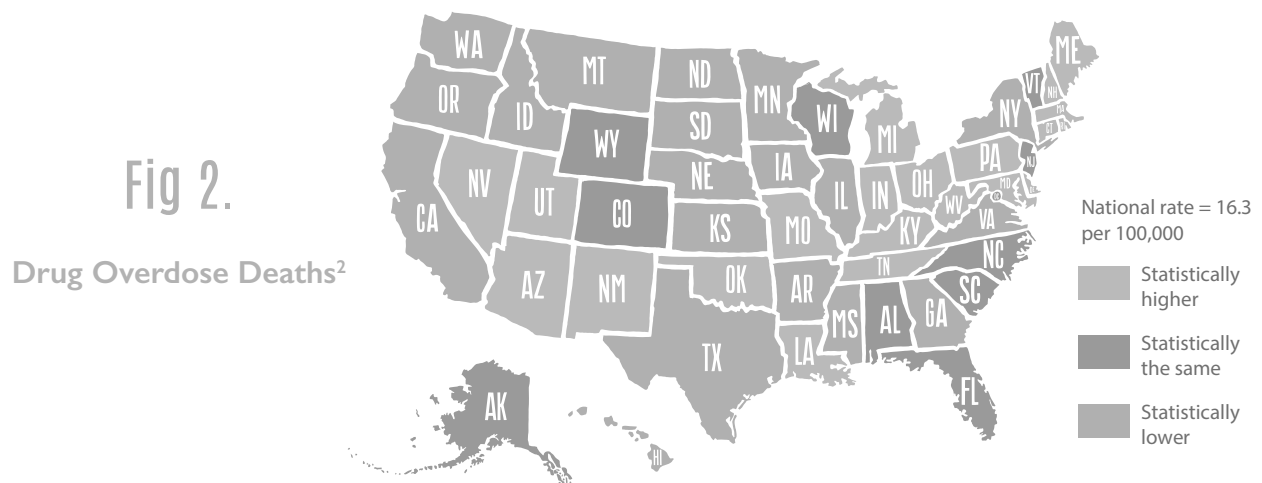 Fig 2.
Drug Overdose Deaths2
WA
MT
ND
MN
ME
VT
NH
OR
ID
WY
SD
WI
MI
NY
MA
CT
RI
NV
UT
CO
NE
IA
IL
IN
OH
PA
NJ
CA
KS
MO
KY
WV
VA
MD
DC
AZ
NM
OK
AR
TN
NC
SC
TX
LA
MS
AL
GA
FL
AK
HI
National rate = 16.3
per 100,000
Statistically
higher
Statistically
the same
Statistically
lower